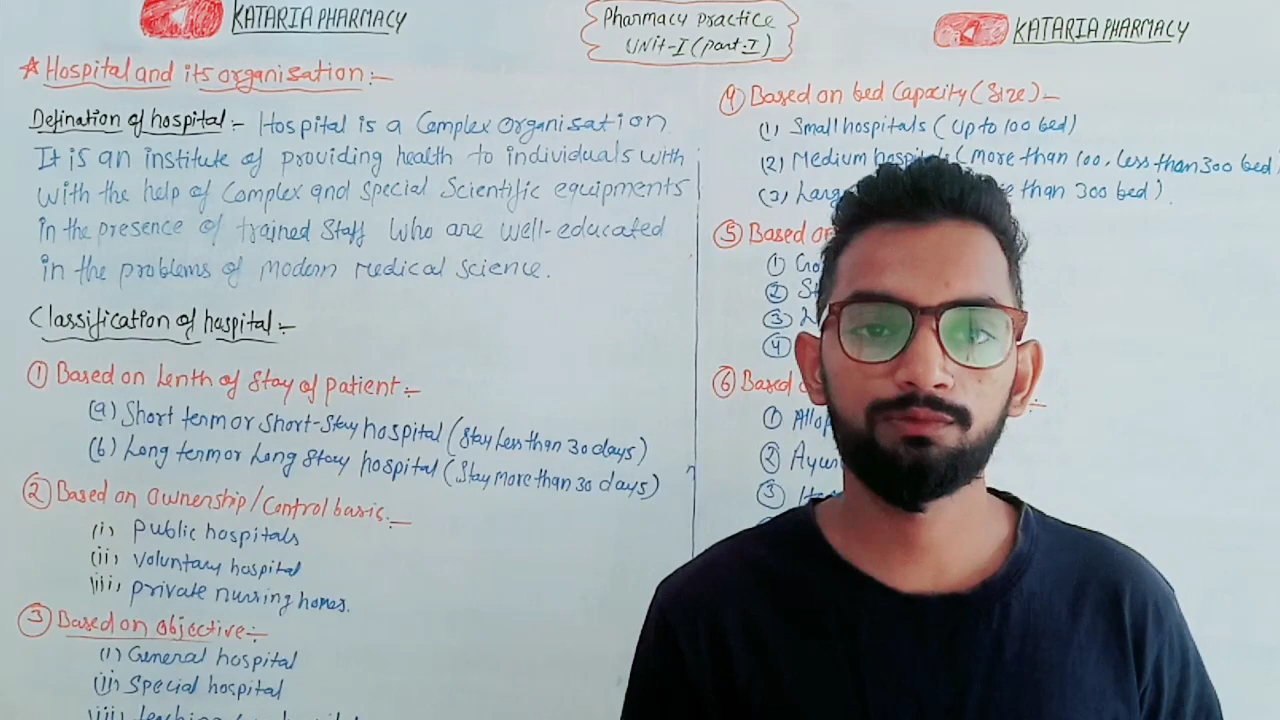 KATARIA PHARMACY
Pharmacy practice
UNit-I (part-I)
KATARIA PHARMACY
☆ Hospital and its organisation:-
Defination of hospital:- Hospital is a Complex organisation.
It is an institute of providing health to individuals with
with the help of Complex and special Scientific equipments
in the presence of trained Staff who are well-educated
in the problems of modern medical science.
Classification of hospital:-
① Based on Lenth of stay of patient:-
(a) Short term or short-stay hospital (stay less than 30 days)
(b) Long term or Long stay hospital (stay more than 30 days)
② Based on ownership/Control basis:-
(i) Public hospitals
(ii) voluntary hospital
(iii) private nursing homes.
③ Based on objective:-
(i) General hospital
(ii) Special hospital
④ Based on bed Capacity (Size)-
(1) Small hospitals (Up to 100 bed)
(2) Medium hospitals (more than 100, less than 300 bed)
(3) than 300 bed).
⑤ Based
①
②
③
④
⑥ Based
①
②
③